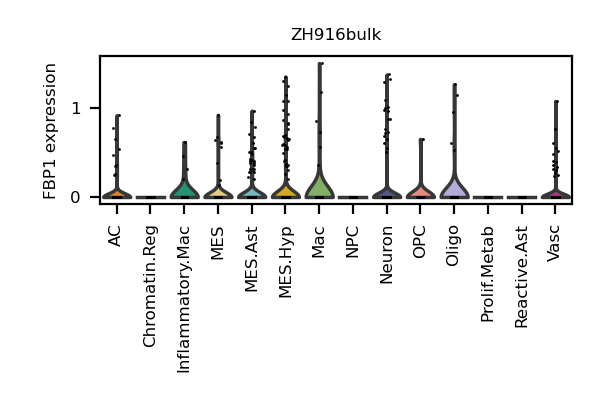 ZH916bulk
FBP1 expression
1
0
AC
Chromatin.Reg
Inflammatory.Mac
MES
MES.Ast
MES.Hyp
Mac
NPC
Neuron
OPC
Oligo
Prolif.Metab
Reactive.Ast
Vasc